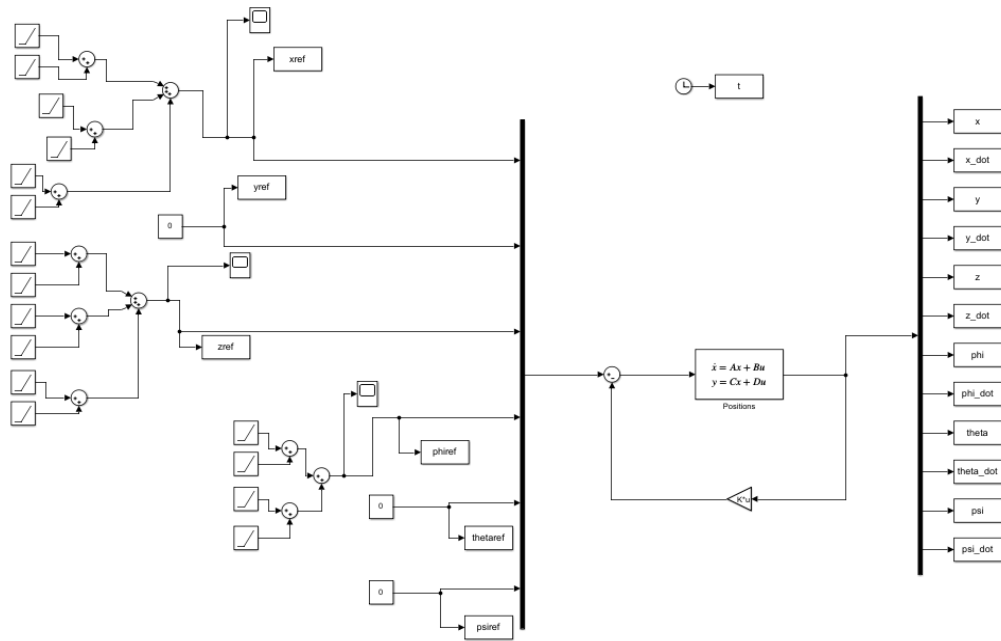 xref
t
x
x_dot
yref
0
y
y_dot
z
z_dot
zref
ẋ = Ax + Bu
y = Cx + Du
Positions
phi
phi_dot
phiref
theta
theta_dot
K*u
0
thetaref
psi
psi_dot
0
psiref